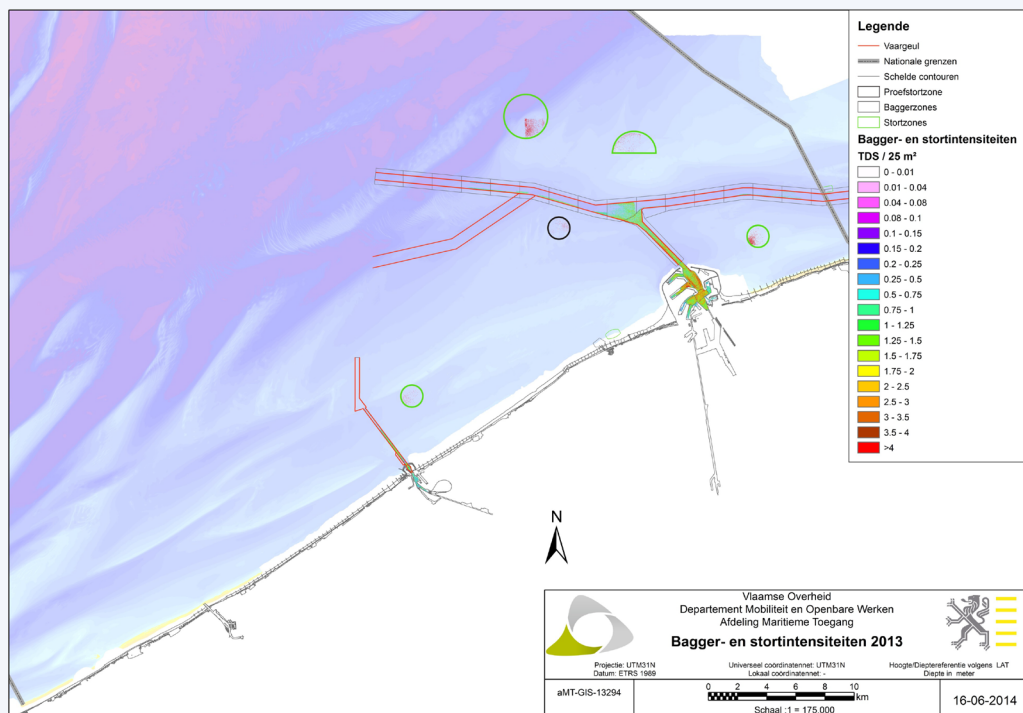 Legende
Vaargeul
Nationale grenzen
Schelde contouren
Proefstortzone
Baggerzones
Stortzones
Bagger- en stortintensiteiten
TDS / 25 m²
0 - 0.01
0.01 - 0.04
0.04 - 0.08
0.08 - 0.1
0.1 - 0.15
0.15 - 0.2
0.2 - 0.25
0.25 - 0.5
0.5 - 0.75
0.75 - 1
1 - 1.25
1.25 - 1.5
1.5 - 1.75
1.75 - 2
2 - 2.5
2.5 - 3
3 - 3.5
3.5 - 4
>4
N
Vlaamse Overheid
Departement Mobiliteit en Openbare Werken
Afdeling Maritieme Toegang
Bagger- en stortintensiteiten 2013
Projectie: UTM31N
Datum: ETRS 1989
Universeel coördinatennet: UTM31N
Lokaal coördinatennet: -
Hoogte/Dieptereferentie volgens LAT
Diepte in meter
aMT-GIS-13294
0 2 4 6 8 10
km
Schaal :1 = 175.000
16-06-2014